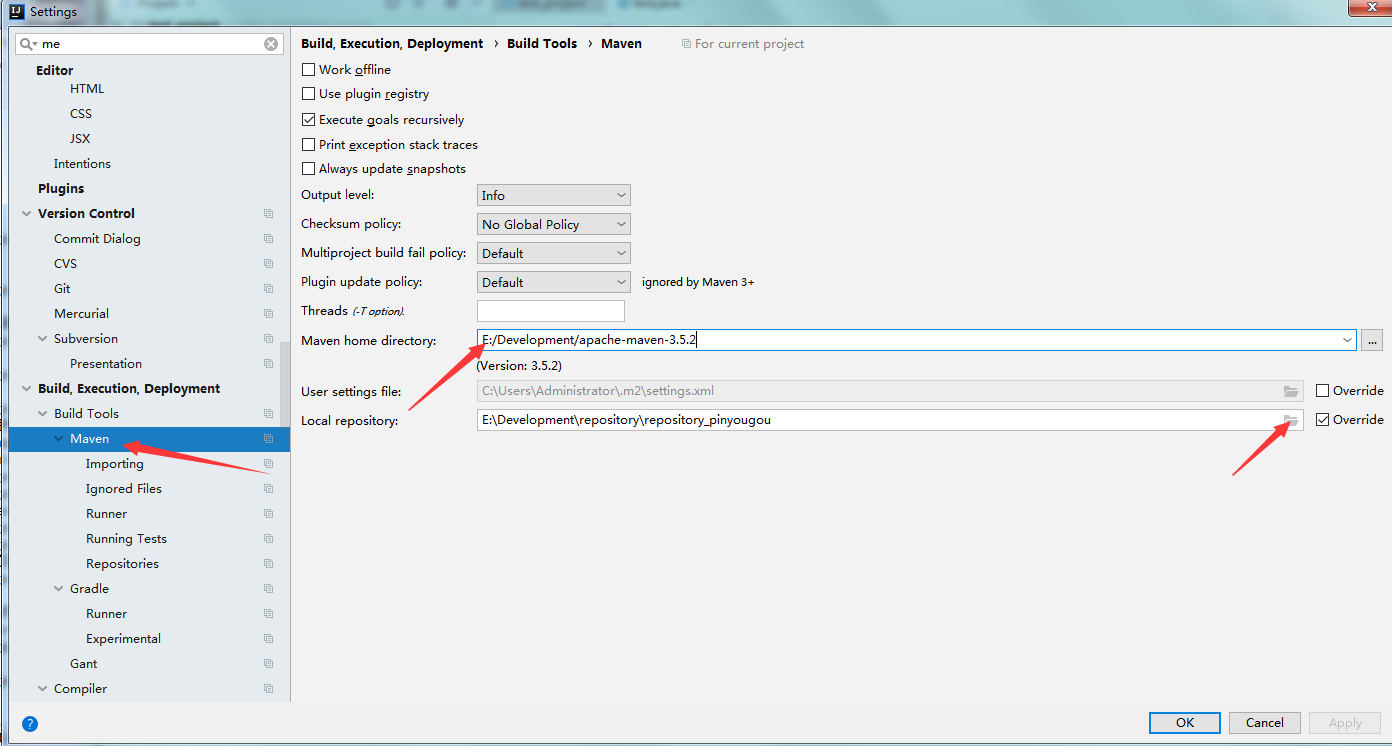 Settings
me
Editor
HTML
CSS
JSX
Intentions
Plugins
Version Control
Commit Dialog
CVS
Git
Mercurial
Subversion
Presentation
Build, Execution, Deployment
Build Tools
Maven
Importing
Ignored Files
Runner
Running Tests
Repositories
Gradle
Runner
Experimental
Gant
Compiler
Build, Execution, Deployment › Build Tools › Maven For current project
Work offline
Use plugin registry
Execute goals recursively
Print exception stack traces
Always update snapshots
Output level: Info
Checksum policy: No Global Policy
Multiproject build fail policy: Default
Plugin update policy: Default ignored by Maven 3+
Threads (-T option).
Maven home directory: E:/Development/apache-maven-3.5.2 ...
(Version: 3.5.2)
User settings file: C:\Users\Administrator\.m2\settings.xml Override
Local repository: E:\Development\repository\repository_pinyougou Override
? OK Cancel Apply